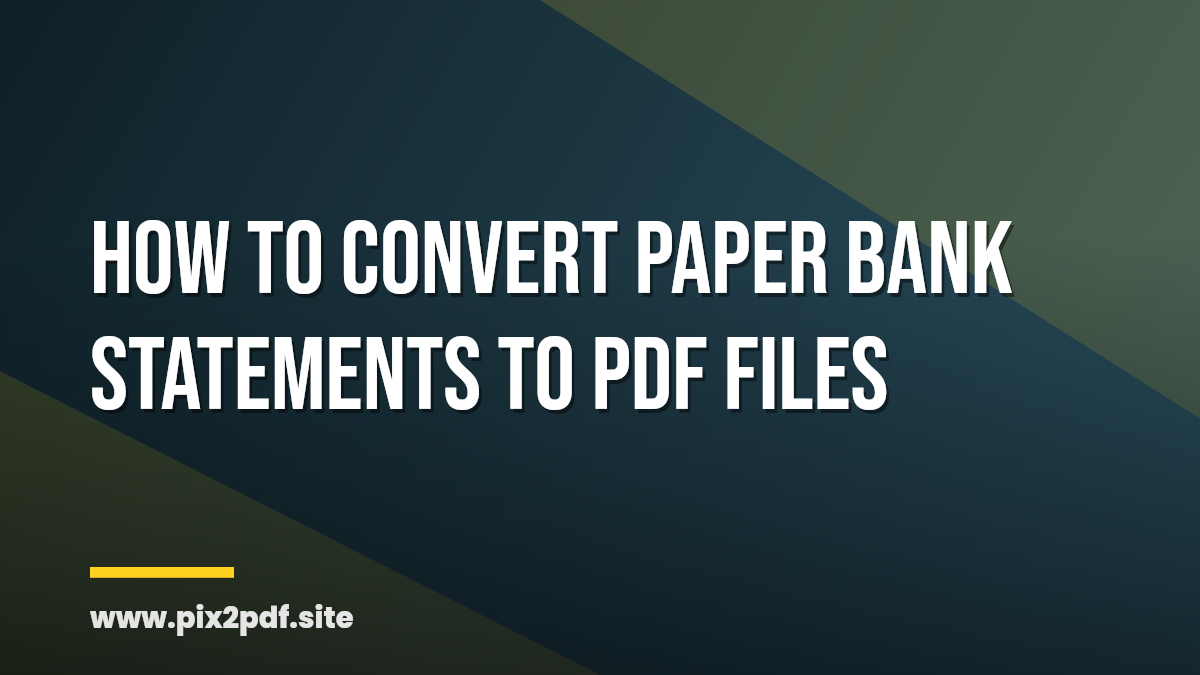 HOW TO CONVERT PAPER BANK
STATEMENTS TO PDF FILES
www.pix2pdf.site